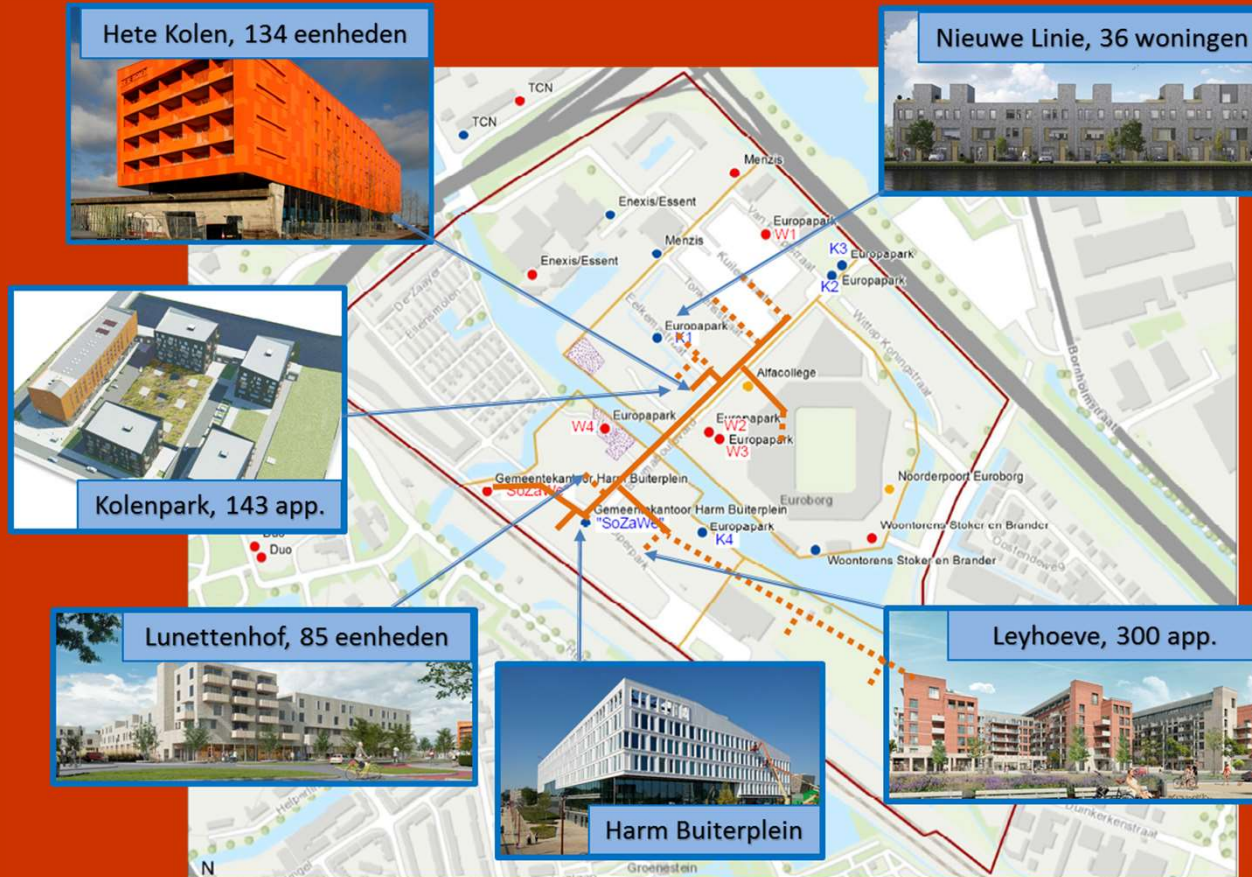 Hete Kolen, 134 eenheden
Nieuwe Linie, 36 woningen
TCN
TCN
Menzis
Enexis/Essent
Europapark
W1
Menzis
K3
Europapark
Enexis/Essent
K2
Europapark
Europapark
K1
Alfacollege
Europapark
W4
Europapark
W2
Europapark
W3
Bornholmstraat
Gemeentekantoor Harm Buiterplein
Noorderpoort Euroborg
Euroborg
Kolenpark, 143 app.
Gemeentekantoor Harm Buiterplein
"SoZaWe"
Europapark
K4
Woontorens Stoker en Brander
Woontorens Stoker en Brander
Oostendeweg
Duo
Lunettenhof, 85 eenheden
Leyhoeve, 300 app.
Harm Buiterplein
Duinkerkenstraat
N
Groenestein